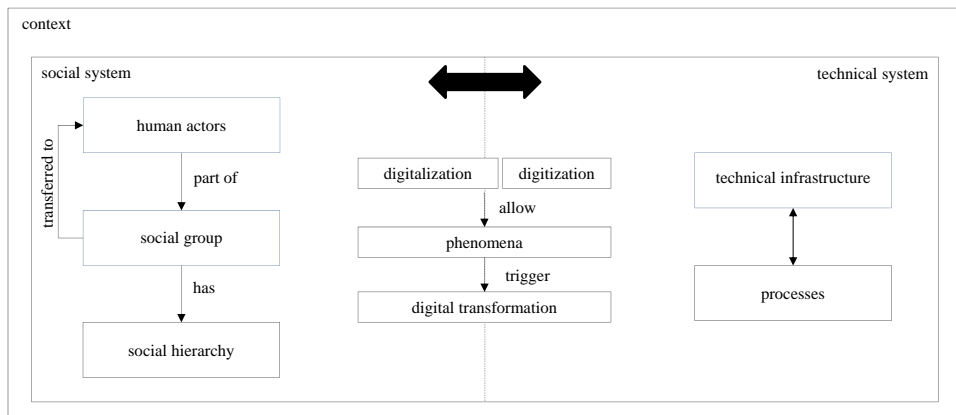 context
social system
technical system
human actors
transferred to
part of
social group
has
social hierarchy
digitalization
digitization
allow
phenomena
trigger
digital transformation
technical infrastructure
processes